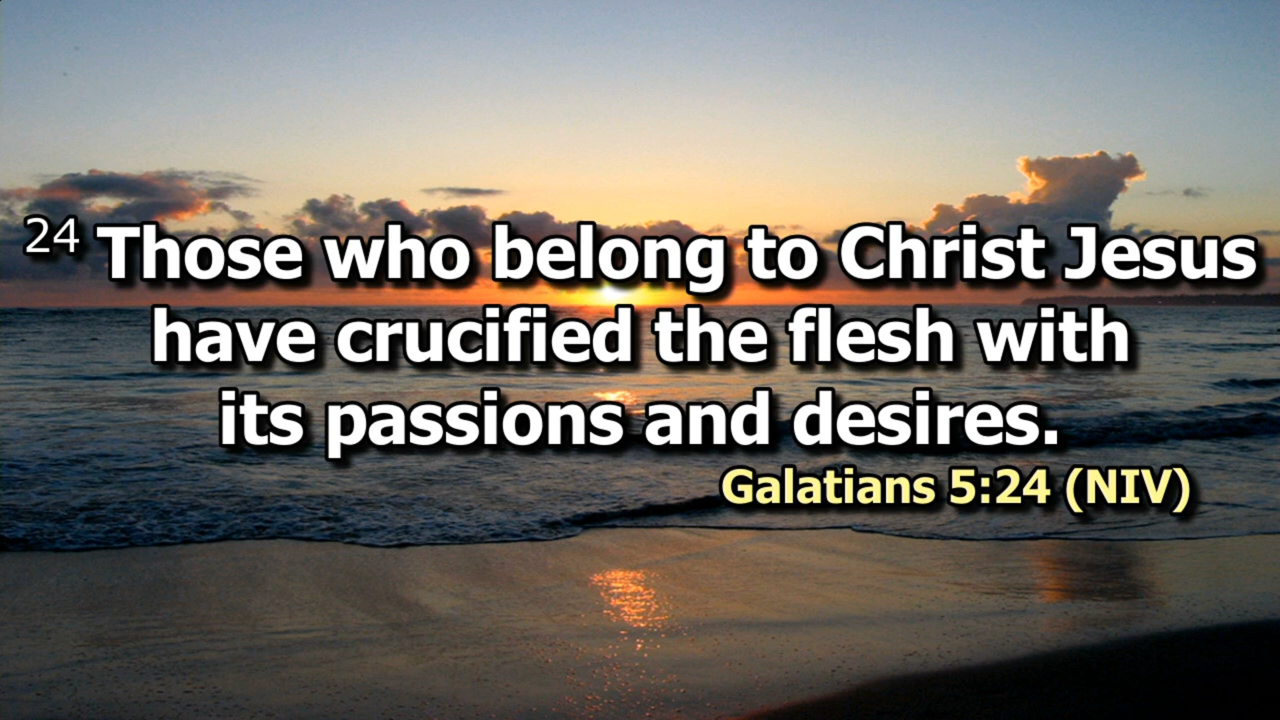 24 Those who belong to Christ Jesus
have crucified the flesh with
its passions and desires.
Galatians 5:24 (NIV)